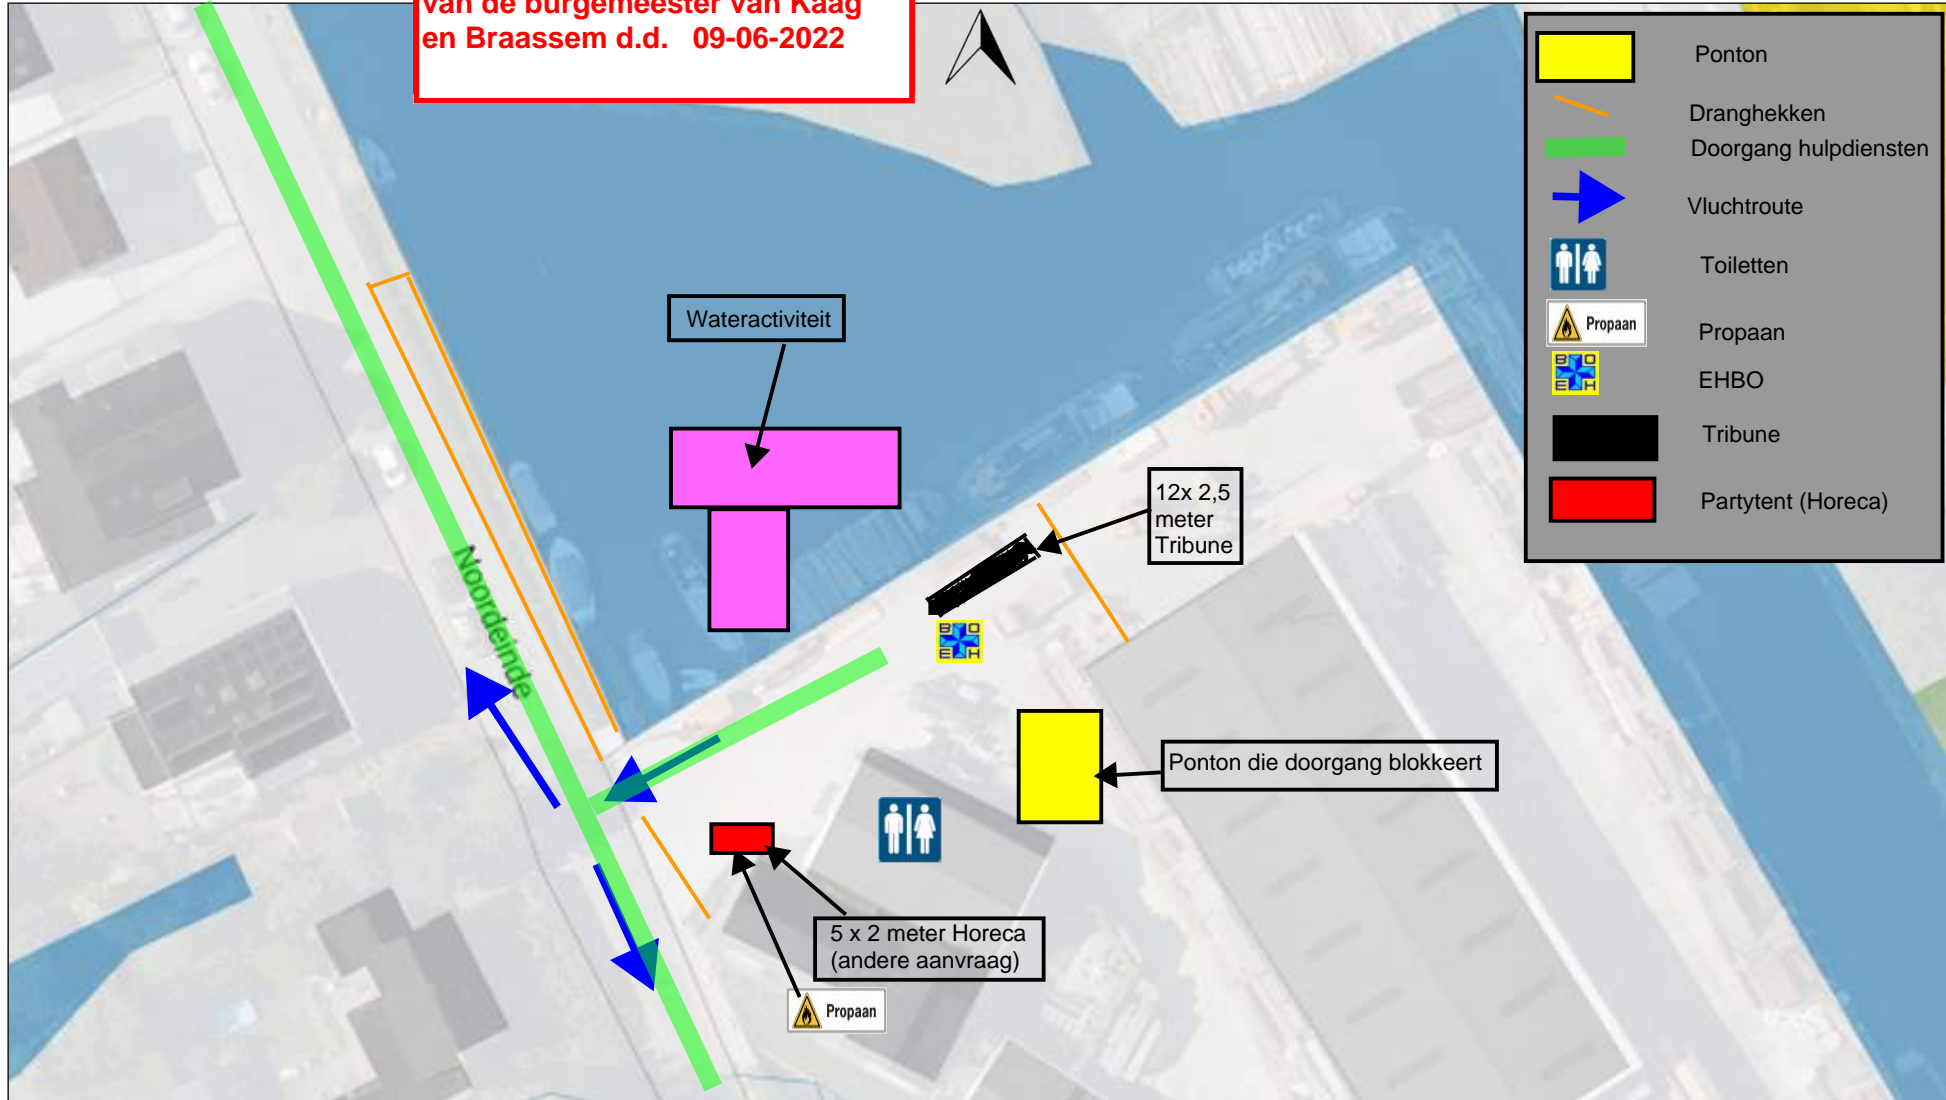 van de burgemeester van Kaag
en Braassem d.d. 09-06-2022
Ponton
Dranghekken
Doorgang hulpdiensten
Vluchtroute
Toiletten
Propaan
Propaan
B O
E H
EHBO
Tribune
Partytent (Horeca)
Wateractiviteit
12x 2,5
meter
Tribune
Noordeinde
B O
E H
Ponton die doorgang blokkeert
5 x 2 meter Horeca
(andere aanvraag)
Propaan